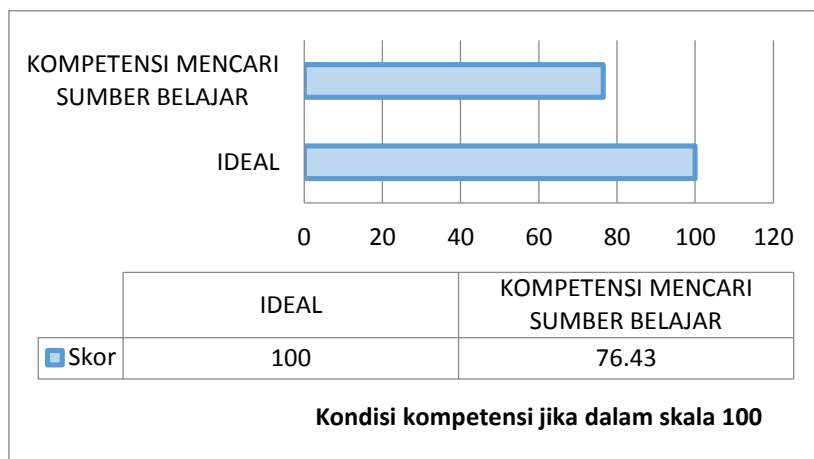 KOMPETENSI MENCARI
SUMBER BELAJAR
IDEAL
0 20 40 60 80 100 120
IDEAL
KOMPETENSI MENCARI
SUMBER BELAJAR
Skor 100 76.43
Kondisi kompetensi jika dalam skala 100